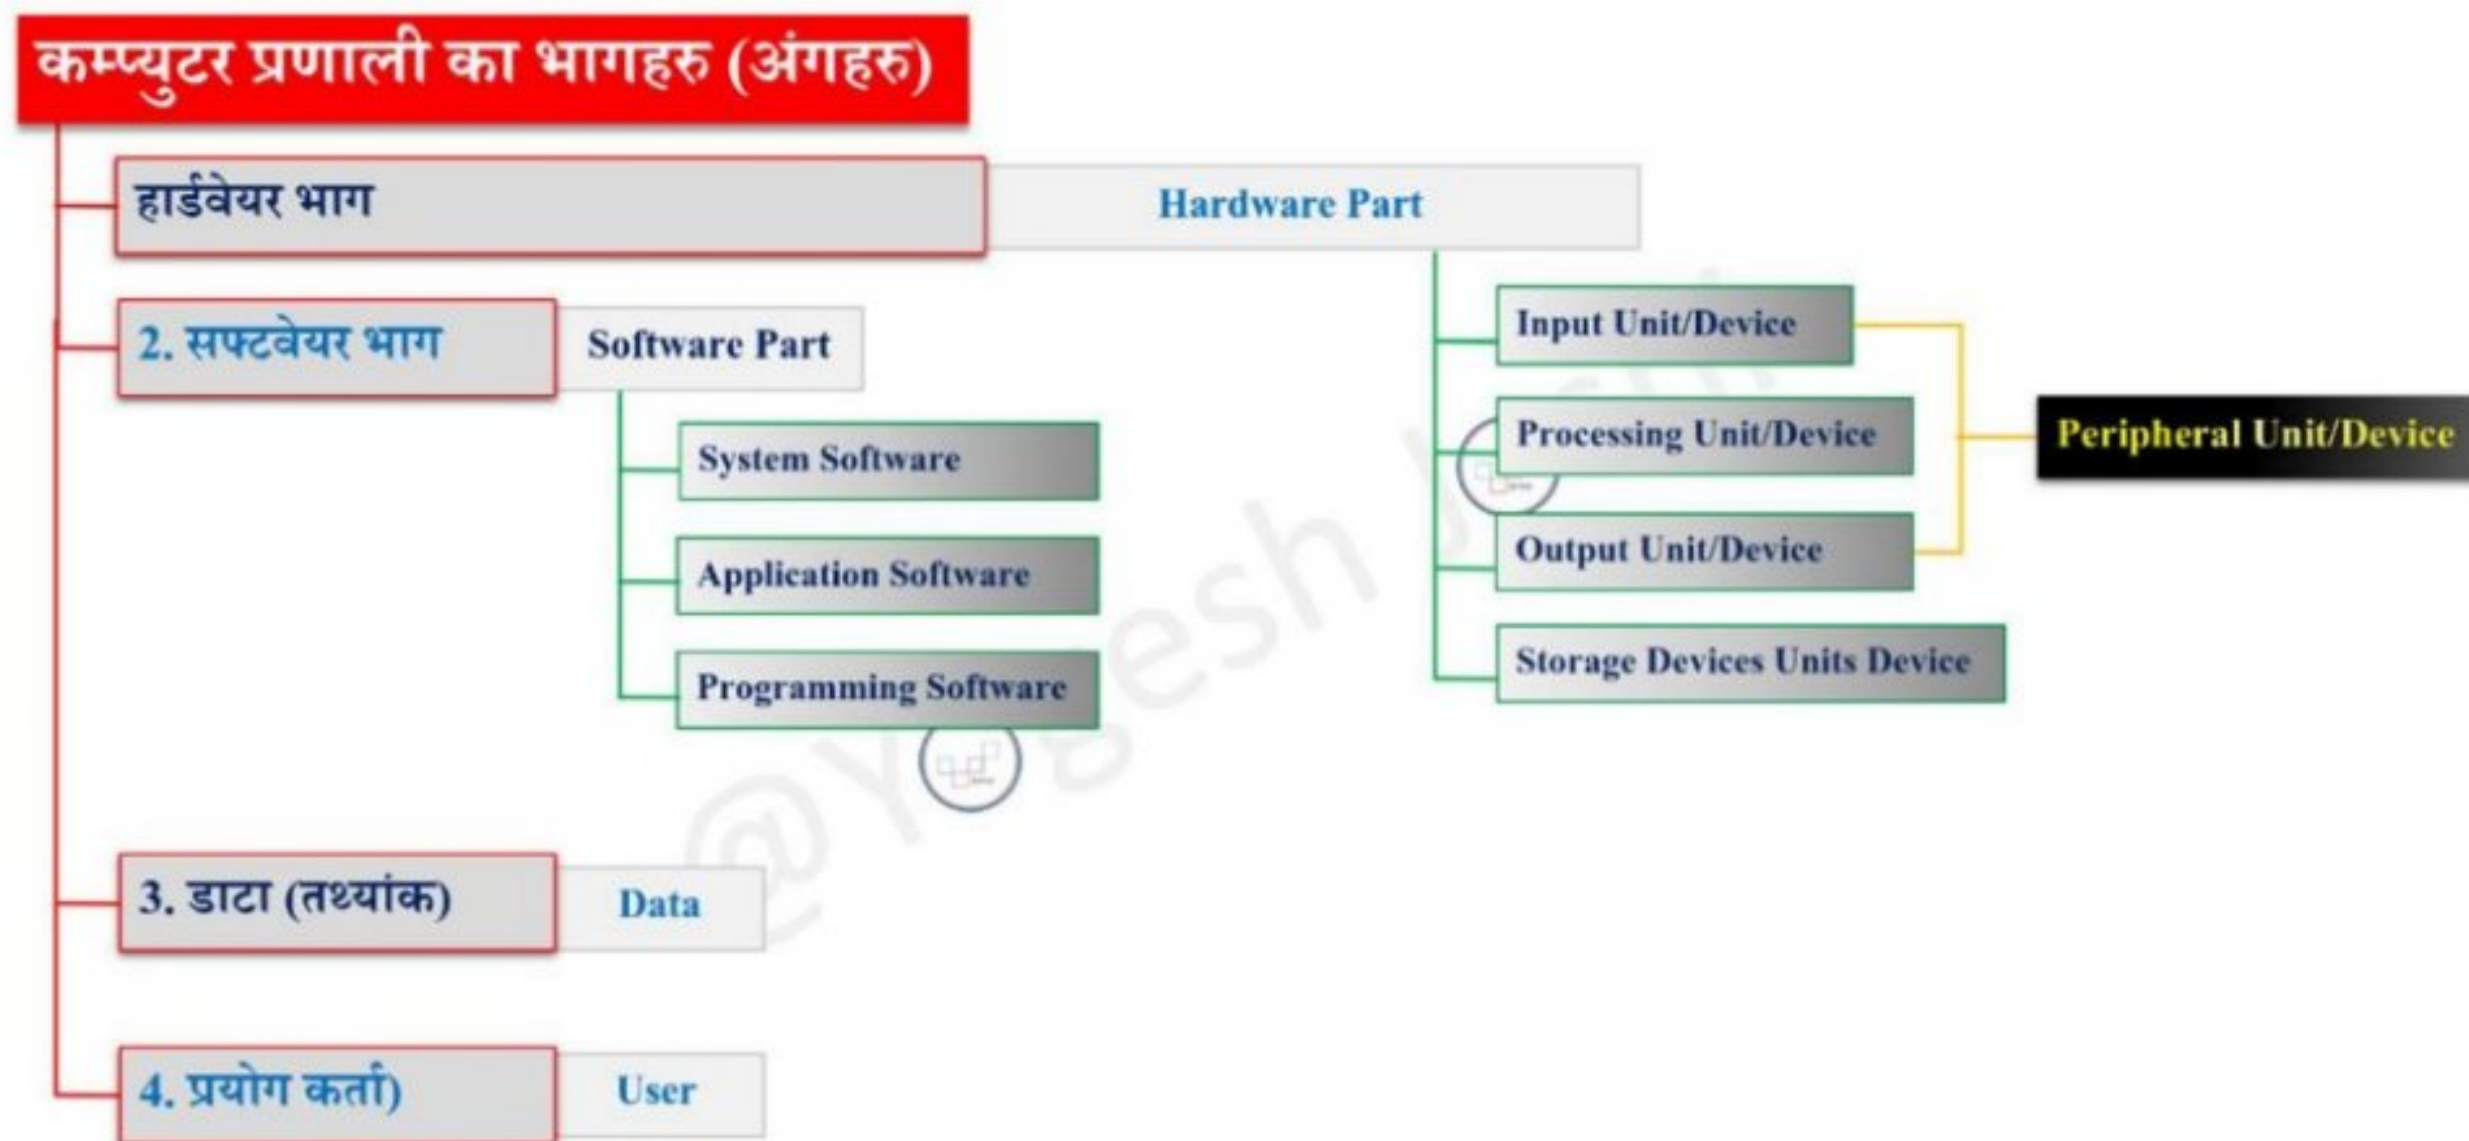 कम्प्युटर प्रणाली का भागहरु (अंगहरु)
हार्डवेयर भाग
Hardware Part
Input Unit/Device
Processing Unit/Device
Output Unit/Device
Storage Devices Units Device
Peripheral Unit/Device
2. सफ्टवेयर भाग
Software Part
System Software
Application Software
Programming Software
3. डाटा (तथ्यांक)
Data
4. प्रयोग कर्ता)
User